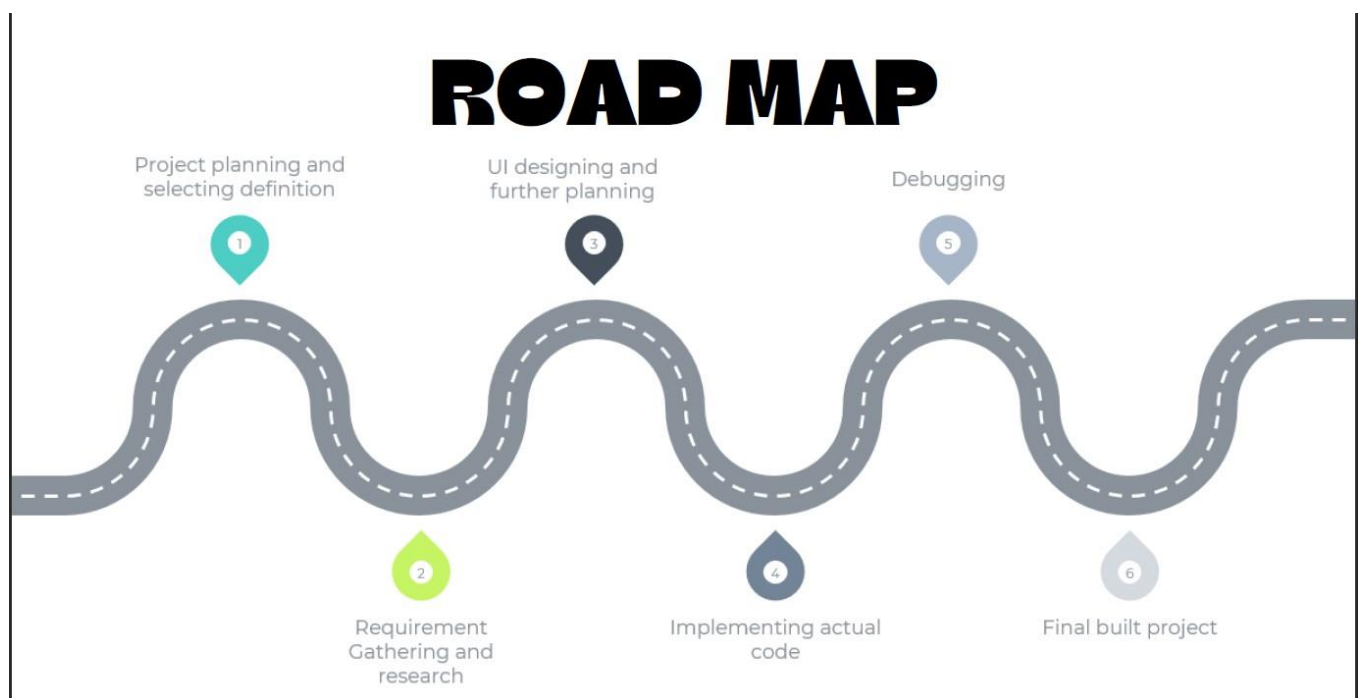 ROAD MAP
Project planning and
selecting definition
1
2
Requirement
Gathering and
research
UI designing and
further planning
3
4
Implementing actual
code
Debugging
5
6
Final built project